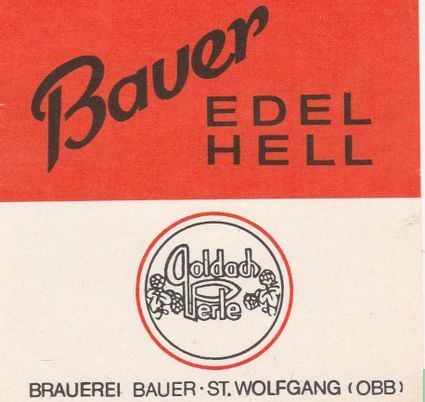 Bauer
EDEL
HELL
Goldach
Perle
BRAUEREI BAUER · ST. WOLFGANG (OBB)